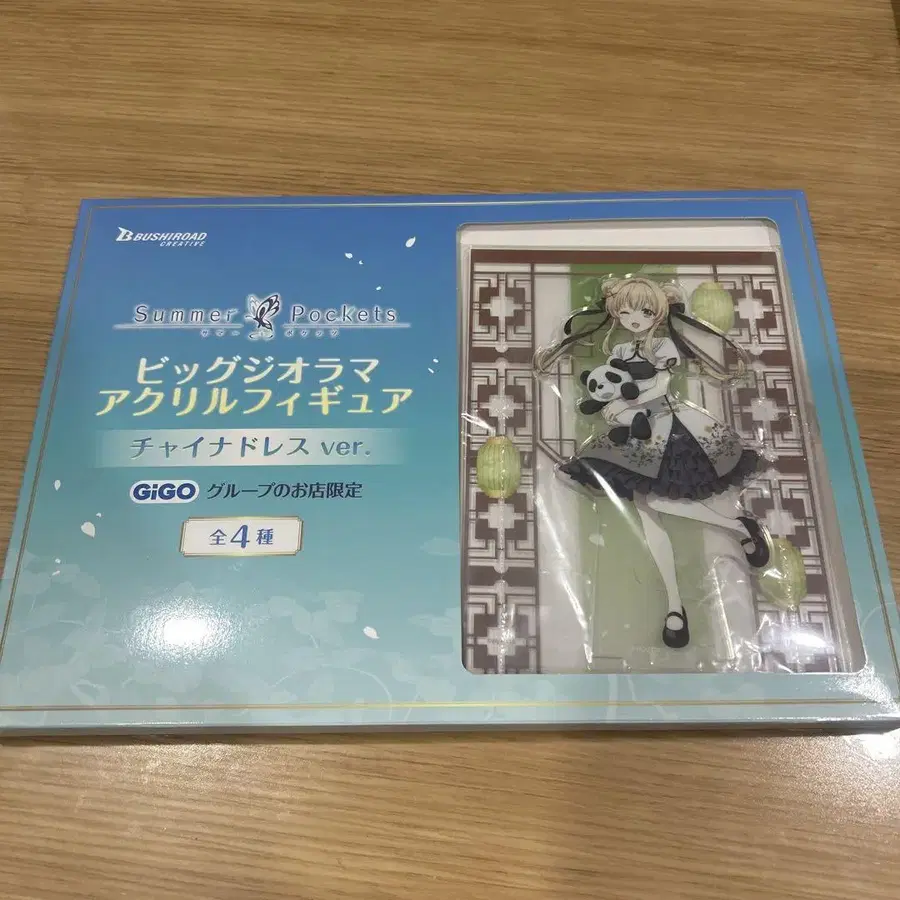 BUSHIROAD
CREATIVE
Summer Pockets
サマー ポケッツ
ビッグジオラマ
アクリルフィギュア
チャイナドレス ver.
GiGO グループのお店限定
全4種